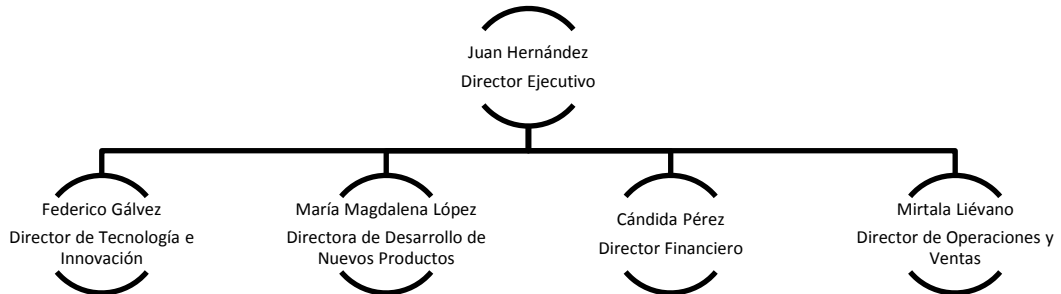 Juan Hernández
Director Ejecutivo
Federico Gálvez
Director de Tecnología e
Innovación
María Magdalena López
Directora de Desarrollo de
Nuevos Productos
Cándida Pérez
Director Financiero
Mirtala Liévano
Director de Operaciones y
Ventas